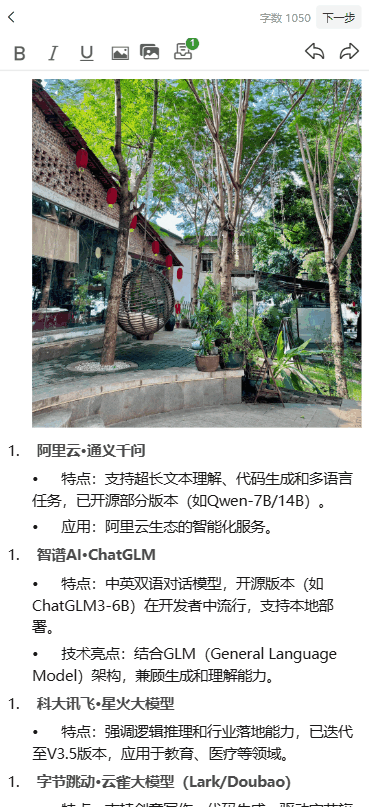 字数 1050 下一步
B I U 1
1. 阿里云•通义千问
• 特点：支持超长文本理解、代码生成和多语言
任务，已开源部分版本（如Qwen-7B/14B）。
• 应用：阿里云生态的智能化服务。
1. 智谱AI•ChatGLM
• 特点：中英双语对话模型，开源版本（如
ChatGLM3-6B）在开发者中流行，支持本地部
署。
• 技术亮点：结合GLM（General Language
Model）架构，兼顾生成和理解能力。
1. 科大讯飞•星火大模型
• 特点：强调逻辑推理和行业落地能力，已迭代
至V3.5版本，应用于教育、医疗等领域。
1. 字节跳动•云雀大模型（Lark/Doubao）